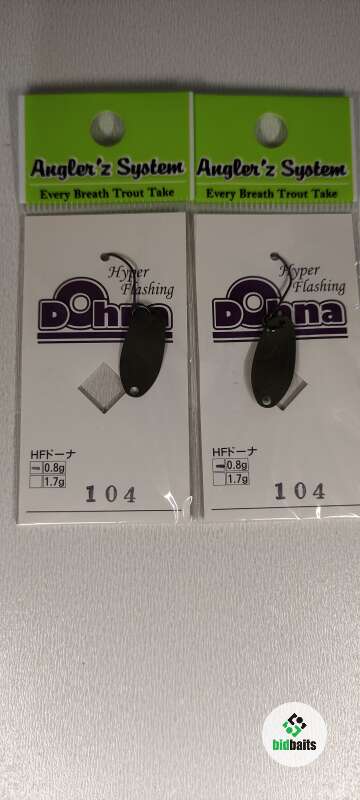 Angler'z System
Every Breath Trout Take
Hyper
Flashing
Dohna
HFドーナ
0.8g
1.7g
104
Angler'z System
Every Breath Trout Take
Hyper
Flashing
Dohna
HFドーナ
0.8g
1.7g
104
bidbaits